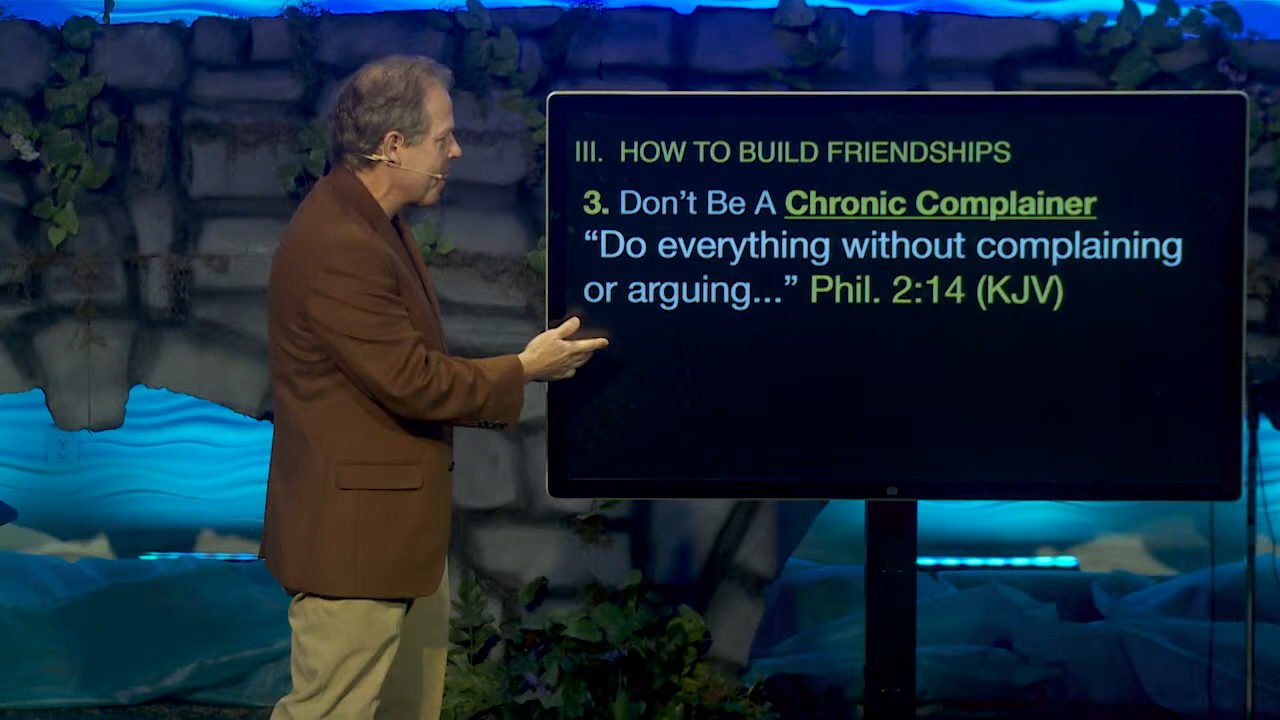 III. HOW TO BUILD FRIENDSHIPS
3. Don’t Be A Chronic Complainer
“Do everything without complaining
or arguing...” Phil. 2:14 (KJV)